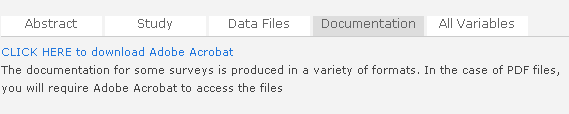 Abstract Study Data Files Documentation All Variables
CLICK HERE to download Adobe Acrobat
The documentation for some surveys is produced in a variety of formats. In the case of PDF files,
you will require Adobe Acrobat to access the files